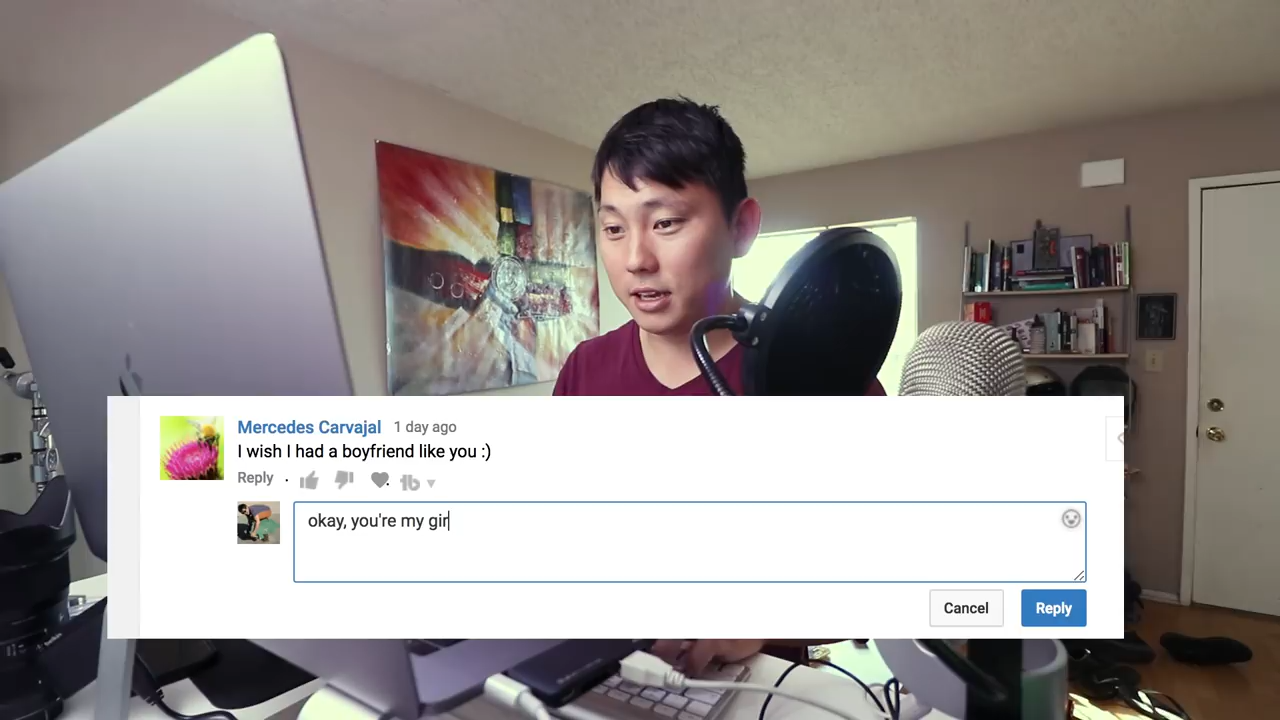 Mercedes Carvajal 1 day ago
I wish I had a boyfriend like you :)
Reply
okay, you're my gir
Cancel Reply